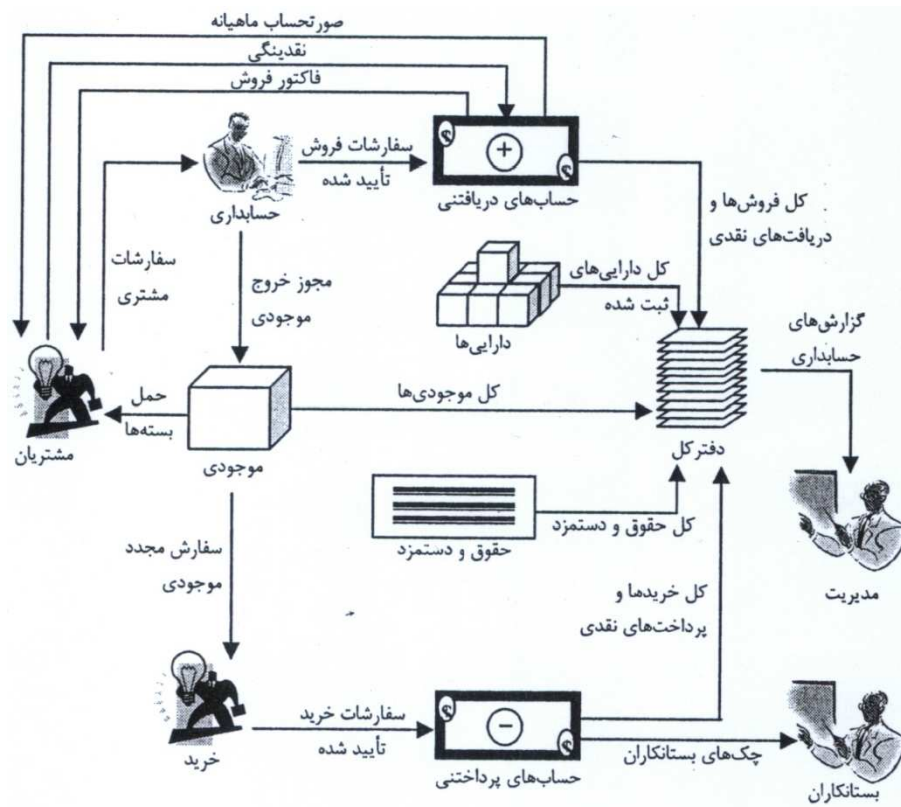 صورتحساب ماهیانه
نقدینگی
فاکتور فروش
سفارشات فروش
تأیید شده
حسابداری
حساب‌های دریافتنی
کل فروش‌ها و
دریافت‌های نقدی
سفارشات
مشتری
مجوز خروج
موجودی
کل دارایی‌های
ثبت شده
دارایی‌ها
گزارش‌های
حسابداری
حمل
بسته‌ها
مشتریان
موجودی
کل موجودی‌ها
دفترکل
حقوق و دستمزد
کل حقوق و دستمزد
مدیریت
سفارش مجدد
موجودی
کل خریدها و
پرداخت‌های نقدی
خرید
سفارشات خرید
تأیید شده
حساب‌های پرداختنی
چک‌های بستانکاران
بستانکاران